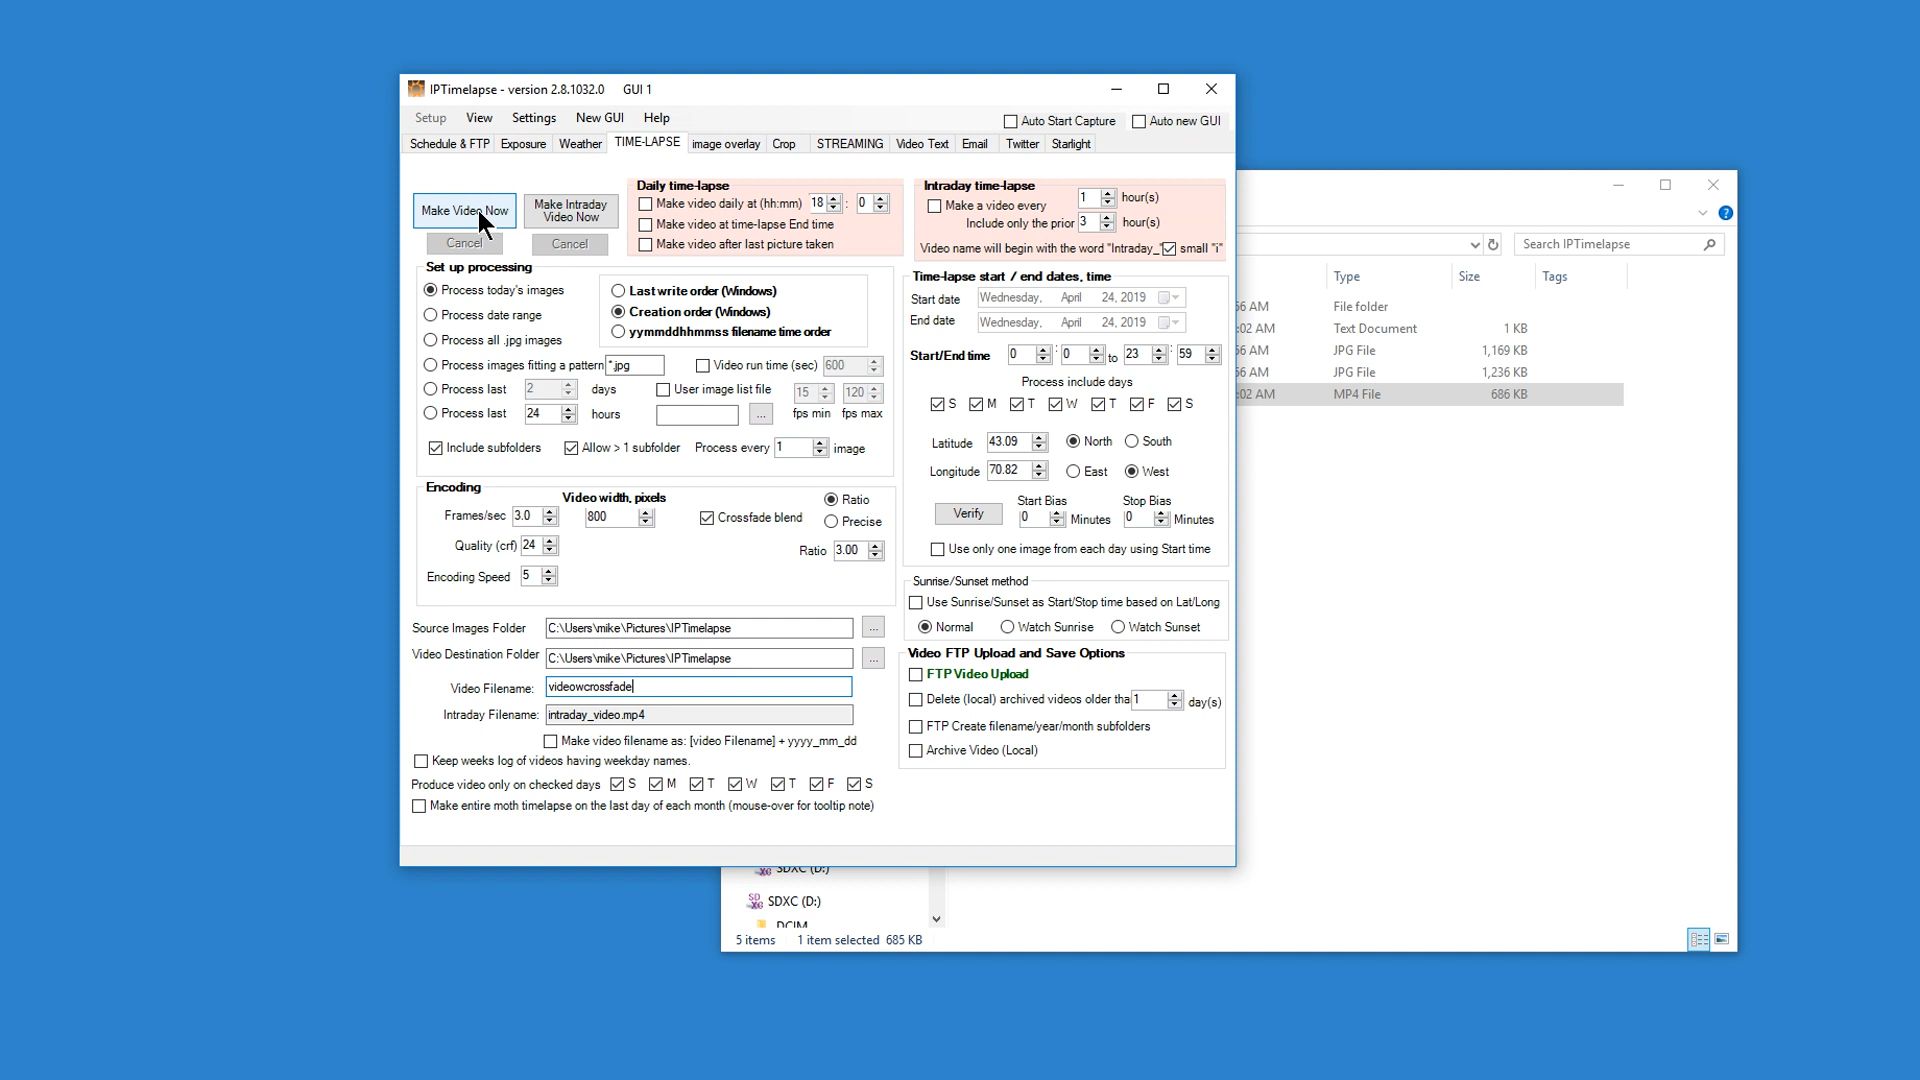 IPTimelapse - version 2.8.1032.0 GUI 1
Setup View Settings New GUI Help
Auto Start Capture Auto new GUI
Schedule & FTP Exposure Weather TIME-LAPSE image overlay Crop STREAMING Video Text Email Twitter Starlight
Make Video Now
Cancel
Make Intraday
Video Now
Cancel
Daily time-lapse
Make video daily at (hh:mm) 18 : 0
Make video at time-lapse End time
Make video after last picture taken
Intraday time-lapse
Make a video every 1 hour(s)
Include only the prior 3 hour(s)
Video name will begin with the word "Intraday_" small "i"
Set up processing
Process today's images
Process date range
Process all .jpg images
Last write order (Windows)
Creation order (Windows)
yymmddhhmmss filename time order
Process images fitting a pattern *.jpg Video run time (sec) 600
Process last 2 days User image list file 15 120
Process last 24 hours ... fps min fps max
Include subfolders Allow > 1 subfolder Process every 1 image
Time-lapse start / end dates, time
Start date Wednesday, April 24, 2019
End date Wednesday, April 24, 2019
Start/End time 0 : 0 to 23 : 59
Process include days
S M T W T F S
Latitude 43.09 North South
Longitude 70.82 East West
Verify
Start Bias
0 Minutes
Stop Bias
0 Minutes
Use only one image from each day using Start time
Encoding
Video width, pixels
Frames/sec 3.0 800 Crossfade blend
Ratio
Precise
Quality (crf) 24 Ratio 3.00
Encoding Speed 5
Sunrise/Sunset method
Use Sunrise/Sunset as Start/Stop time based on Lat/Long
Normal Watch Sunrise Watch Sunset
Source Images Folder C:\Users\mike\Pictures\IPTimelapse ...
Video Destination Folder C:\Users\mike\Pictures\IPTimelapse ...
Video Filename: videowcrossfade
Intraday Filename: intraday_video.mp4
Make video filename as: [video Filename] + yyyy_mm_dd
Keep weeks log of videos having weekday names.
Produce video only on checked days S M T W T F S
Make entire moth timelapse on the last day of each month (mouse-over for tooltip note)
Video FTP Upload and Save Options
FTP Video Upload
Delete (local) archived videos older tha 1 day(s)
FTP Create filename/year/month subfolders
Archive Video (Local)
Search IPTimelapse
Type Size Tags
56 AM File folder
:02 AM Text Document 1 KB
56 AM JPG File 1,169 KB
56 AM JPG File 1,236 KB
:02 AM MP4 File 686 KB
SDXC (D:)
SDXC (D:)
DCIM
5 items 1 item selected 685 KB